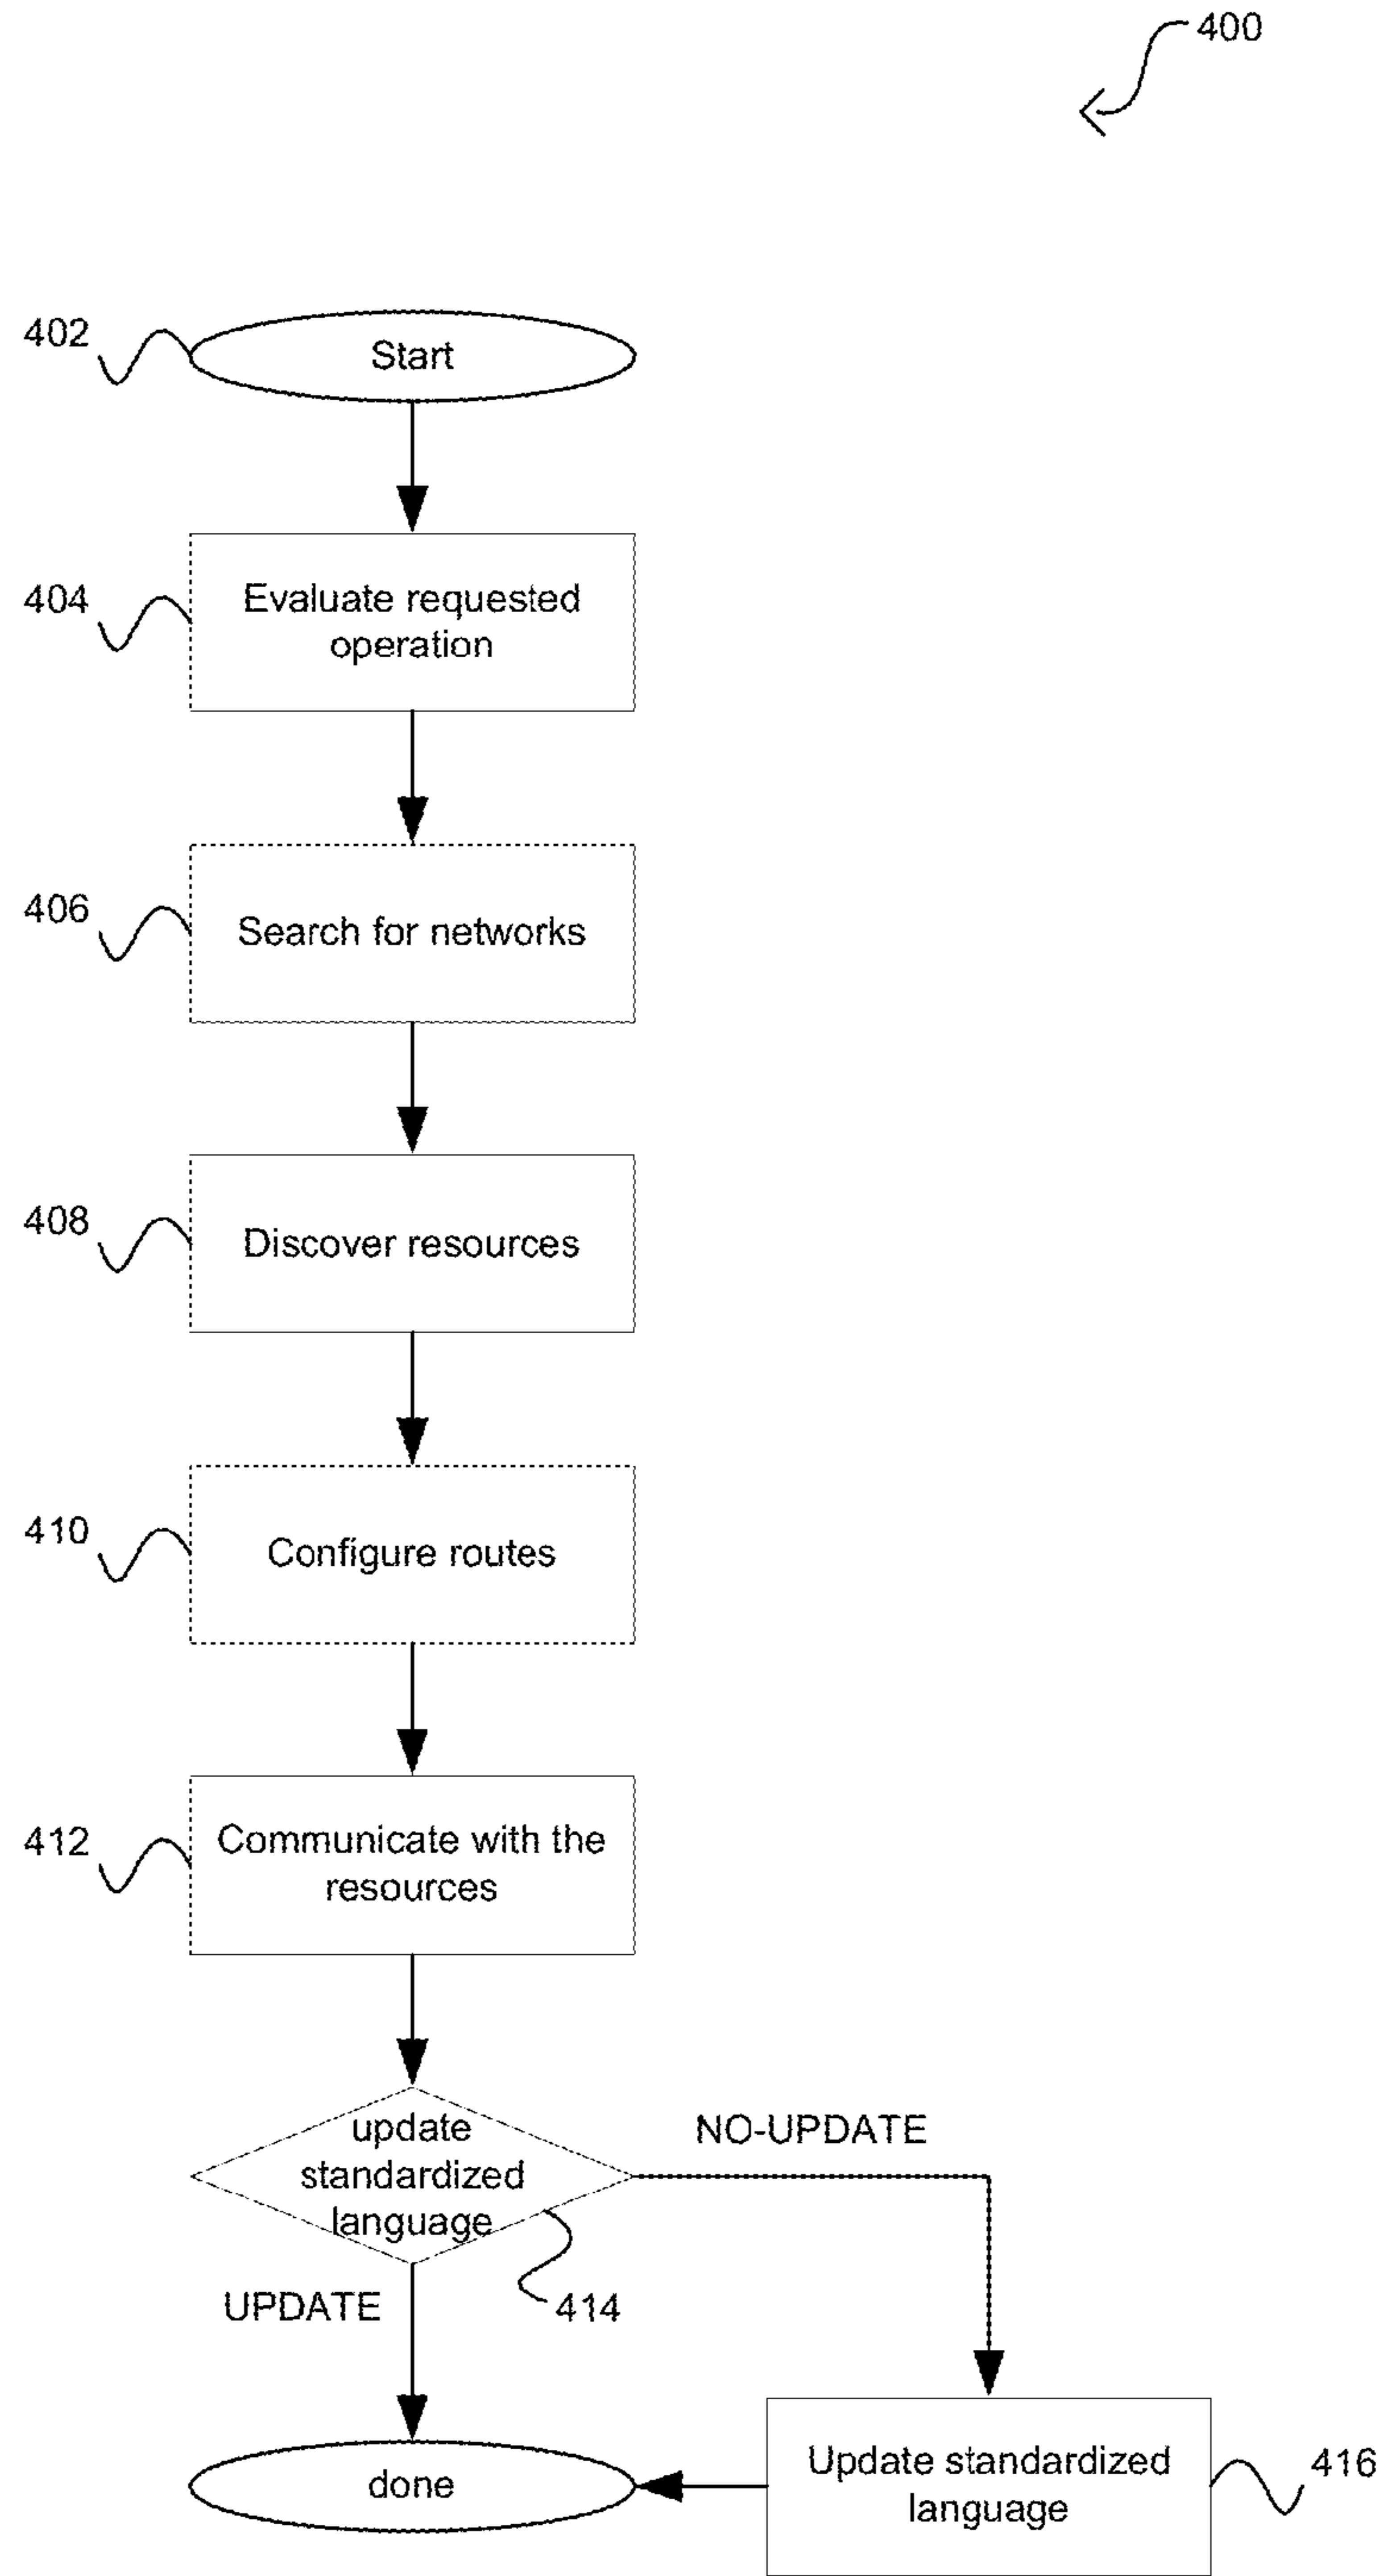 400
402
Start
404
Evaluate requested
operation
406
Search for networks
408
Discover resources
410
Configure routes
412
Communicate with the
resources
update
standardized
language
NO-UPDATE
UPDATE
414
done
Update standardized
language
416